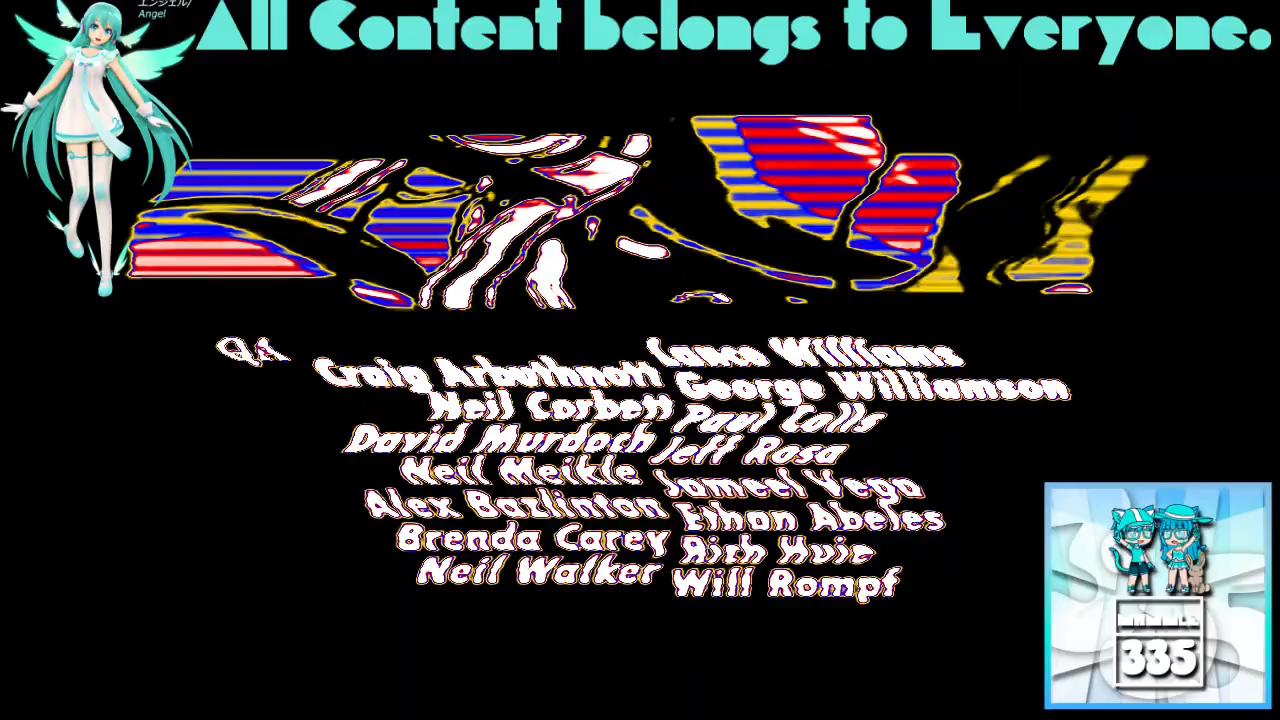 エンジェル/
Angel
All Content belongs to Everyone.
QA
Craig Arbuthnott Lance Williams
Neil Corbett George Williamson
David Murdoch Paul Colls
Neil Meikle Jeff Rosa
Alex Bazlinton Jameel Vega
Brenda Carey Ethan Abeles
Neil Walker Rich Huie
Will Rompf
335